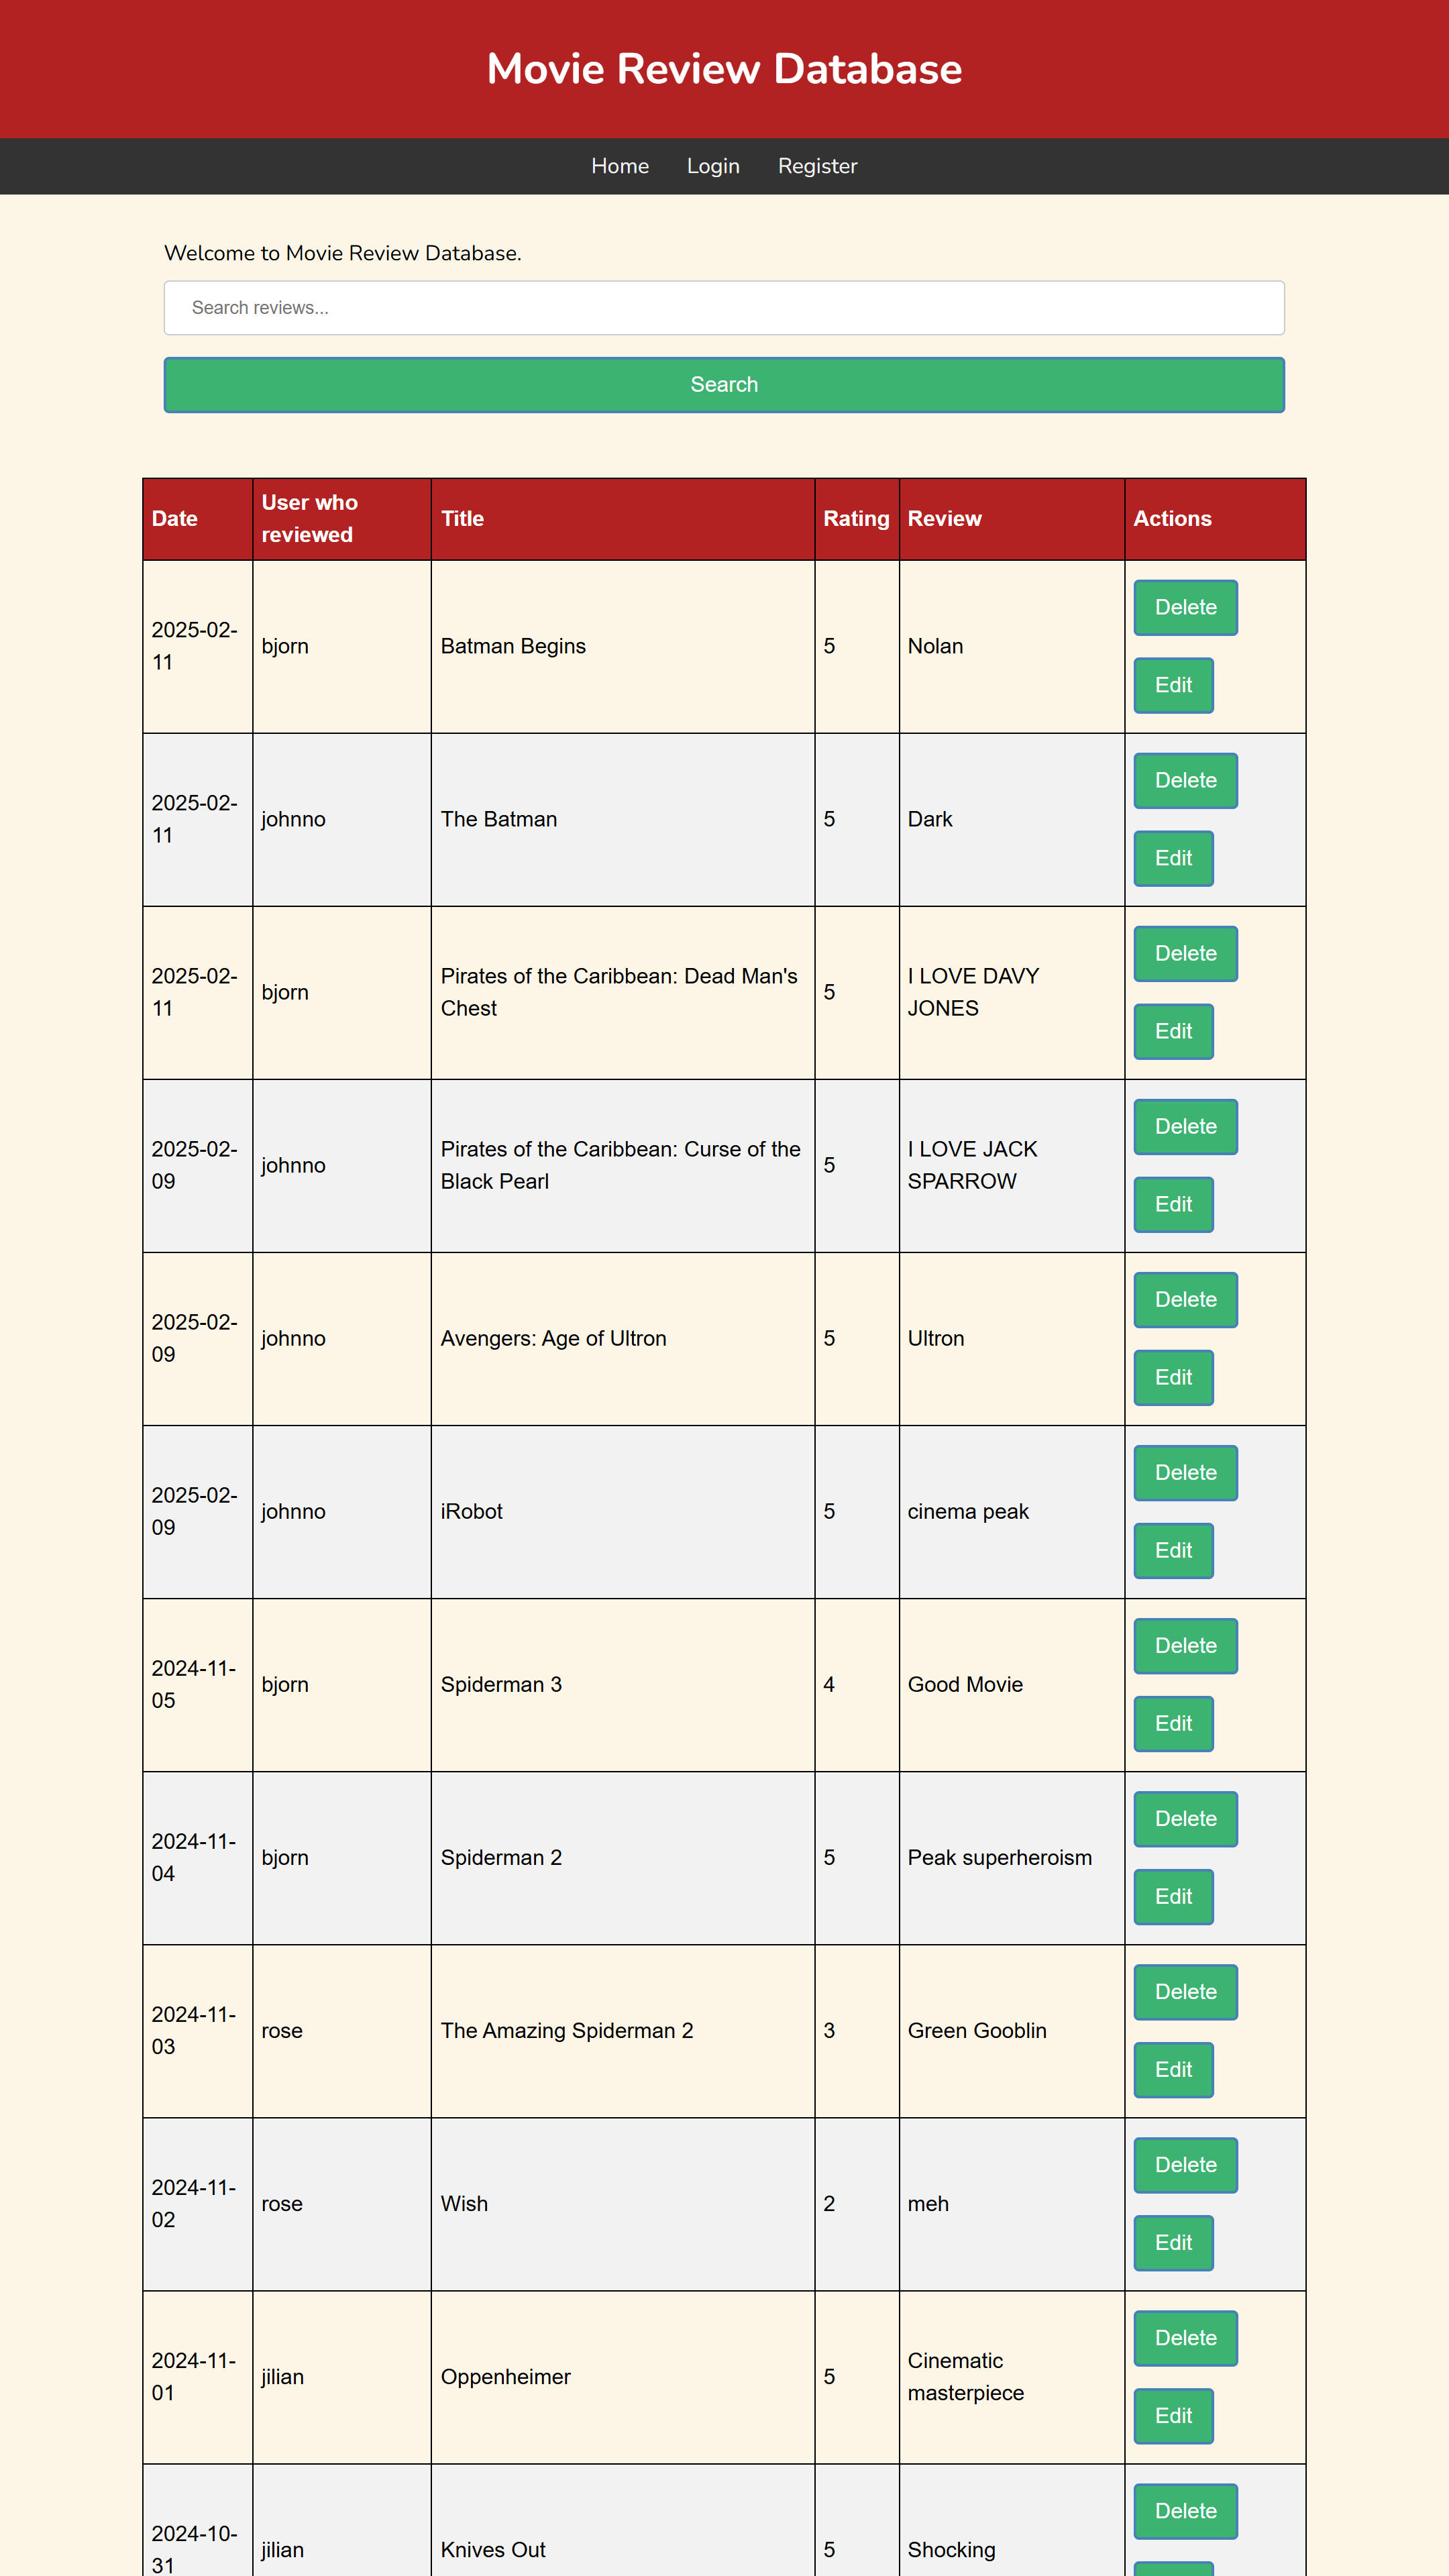 Movie Review Database
Home Login Register
Welcome to Movie Review Database.
Search reviews...
Search
Date User who reviewed Title Rating Review Actions
2025-02-11 bjorn Batman Begins 5 Nolan Delete Edit
2025-02-11 johnno The Batman 5 Dark Delete Edit
2025-02-11 bjorn Pirates of the Caribbean: Dead Man's Chest 5 I LOVE DAVY JONES Delete Edit
2025-02-09 johnno Pirates of the Caribbean: Curse of the Black Pearl 5 I LOVE JACK SPARROW Delete Edit
2025-02-09 johnno Avengers: Age of Ultron 5 Ultron Delete Edit
2025-02-09 johnno iRobot 5 cinema peak Delete Edit
2024-11-05 bjorn Spiderman 3 4 Good Movie Delete Edit
2024-11-04 bjorn Spiderman 2 5 Peak superheroism Delete Edit
2024-11-03 rose The Amazing Spiderman 2 3 Green Gooblin Delete Edit
2024-11-02 rose Wish 2 meh Delete Edit
2024-11-01 jilian Oppenheimer 5 Cinematic masterpiece Delete Edit
2024-10-31 jilian Knives Out 5 Shocking Delete